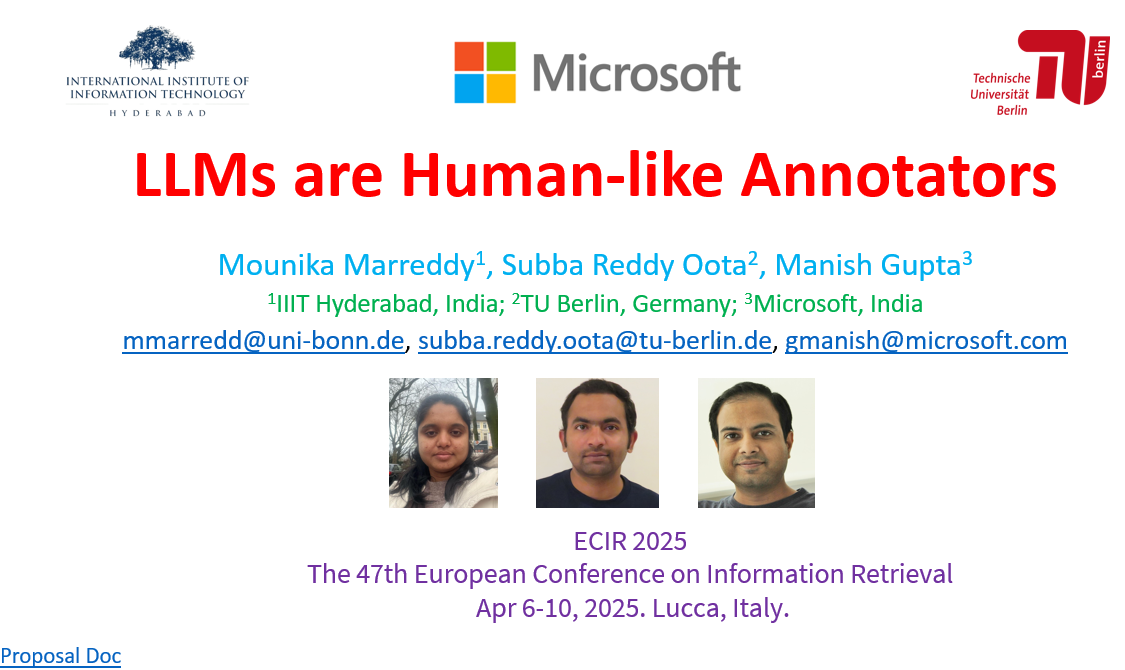 INTERNATIONAL INSTITUTE OF
INFORMATION TECHNOLOGY
HYDERABAD
Microsoft
Technische
Universität
Berlin
berlin
LLMs are Human-like Annotators
Mounika Marreddy¹, Subba Reddy Oota², Manish Gupta³
¹IIIT Hyderabad, India; ²TU Berlin, Germany; ³Microsoft, India
mmarredd@uni-bonn.de, subba.reddy.oota@tu-berlin.de, gmanish@microsoft.com
ECIR 2025
The 47th European Conference on Information Retrieval
Apr 6-10, 2025. Lucca, Italy.
Proposal Doc